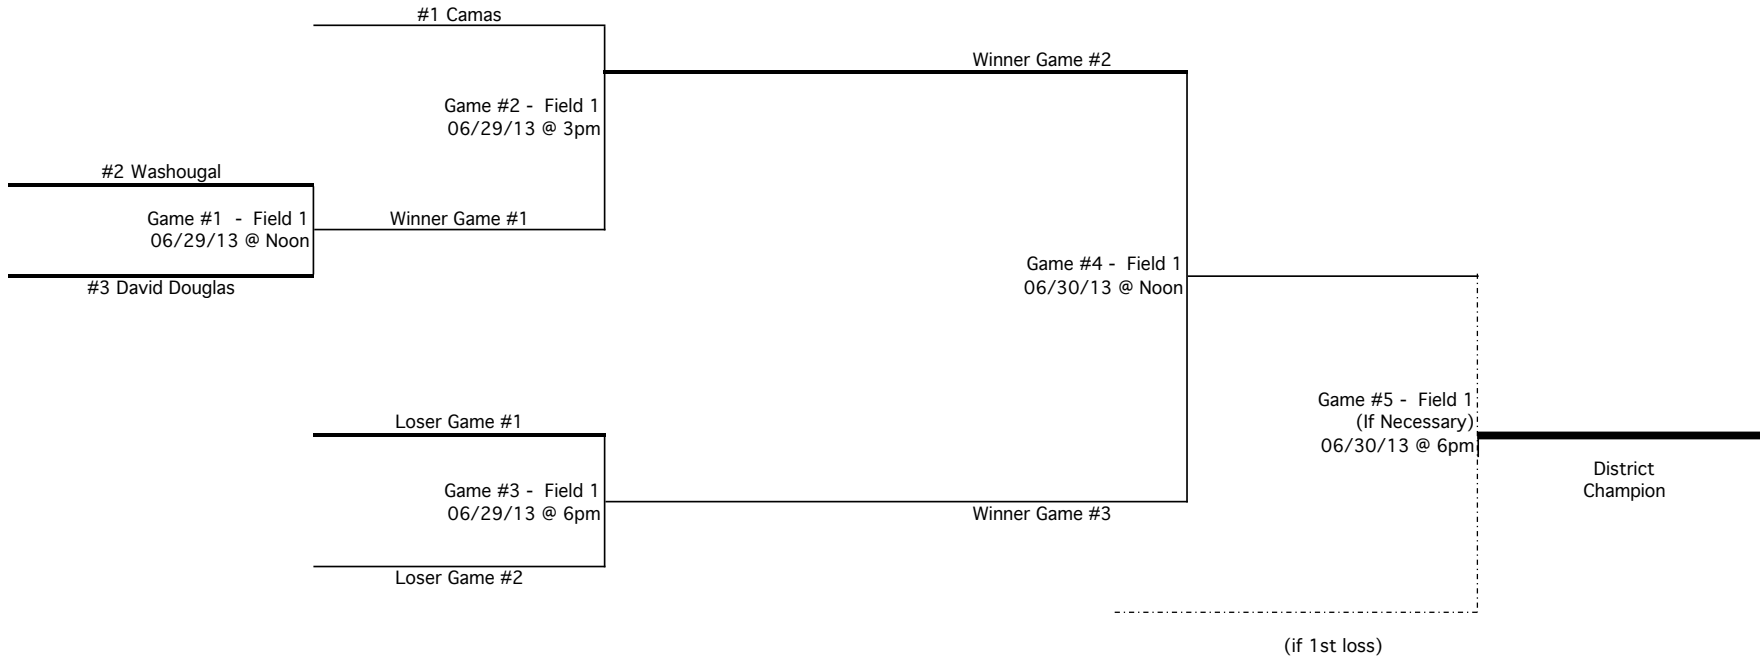 #1 Camas
Winner Game #2
Game #2 -  Field 1
06/29/13 @ 3pm
#2 Washougal
Game #1  -  Field 1
06/29/13 @ Noon
Winner Game #1
#3 David Douglas
Game #4 -  Field 1
06/30/13 @ Noon
Game #5 -  Field 1
(If Necessary)
06/30/13 @ 6pm
Loser Game #1
District
Champion
Game #3 -  Field 1
06/29/13 @ 6pm
Winner Game #3
Loser Game #2
(if 1st loss)